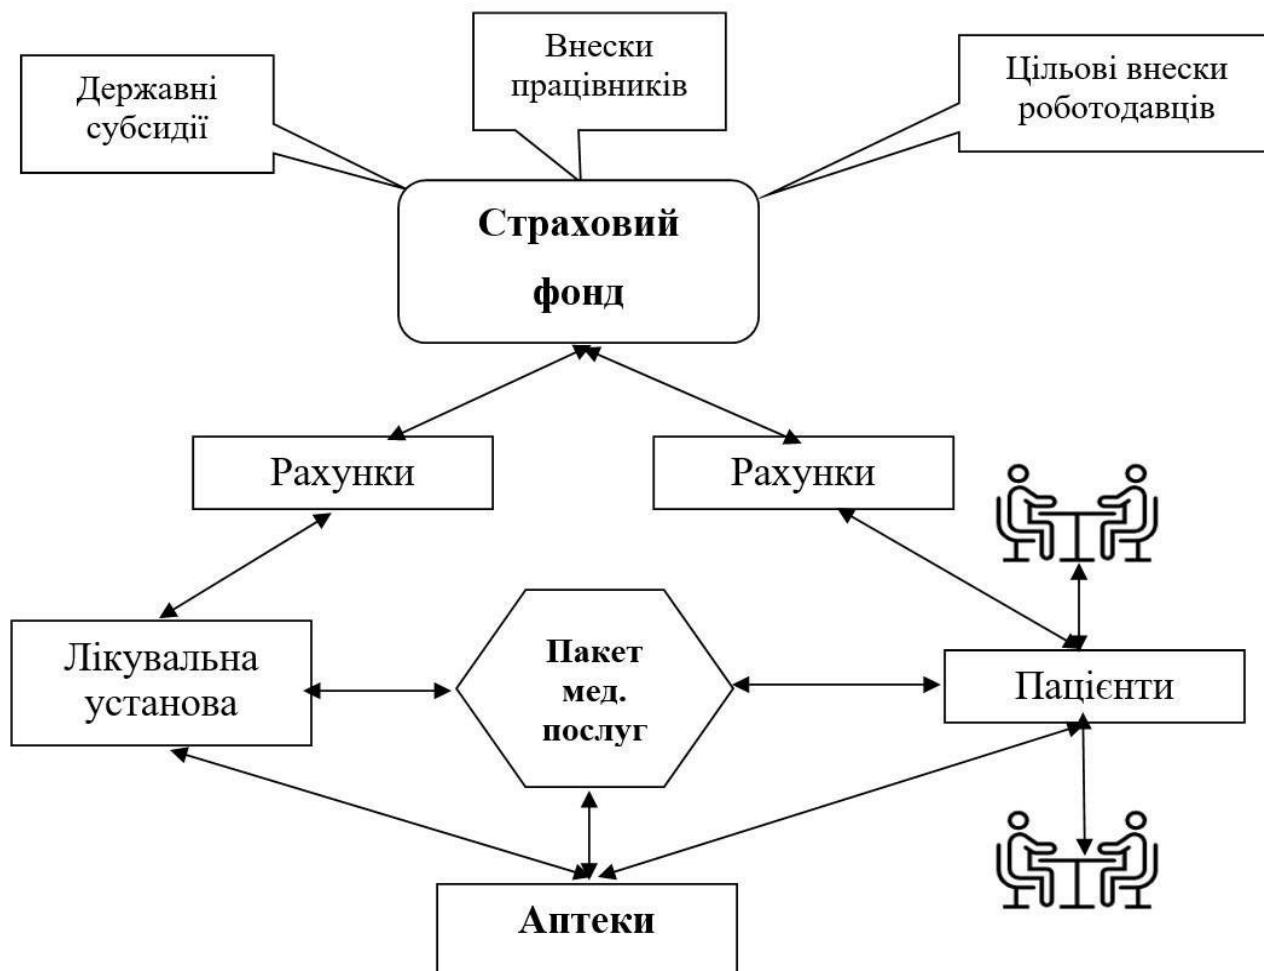 Державні
субсидії
Внески
працівників
Цільові внески
роботодавців
Страховий
фонд
Рахунки
Рахунки
Лікувальна
установа
Пакет
мед.
послуг
Пацієнти
Аптеки